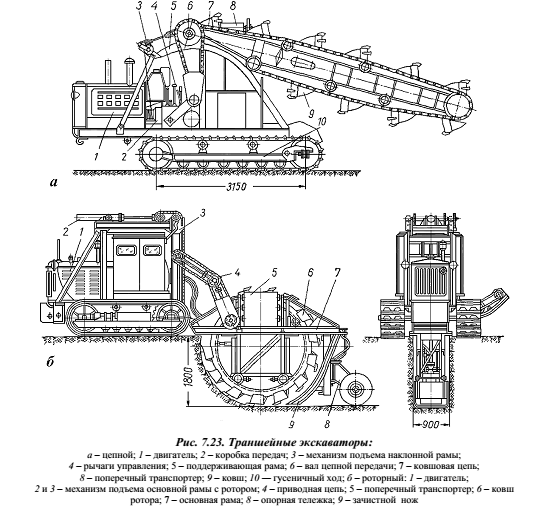 3 4 5 6 7 8
1 2 9 10
а
3150
2 1 3
4 5 6 7
б
1800
9 8
900
Рис. 7.23. Траншейные экскаваторы:
а – цепной; 1 – двигатель; 2 – коробка передач; 3 – механизм подъема наклонной рамы;
4 – рычаги управления; 5 – поддерживающая рама; 6 – вал цепной передачи; 7 – ковшовая цепь;
8 – поперечный транспортер; 9 – ковш; 10 — гусеничный ход; б – роторный: 1 – двигатель;
2 и 3 – механизм подъема основной рамы с ротором; 4 – приводная цепь; 5 – поперечный транспортер; 6 – ковш
ротора; 7 – основная рама; 8 – опорная тележка; 9 – зачистной нож